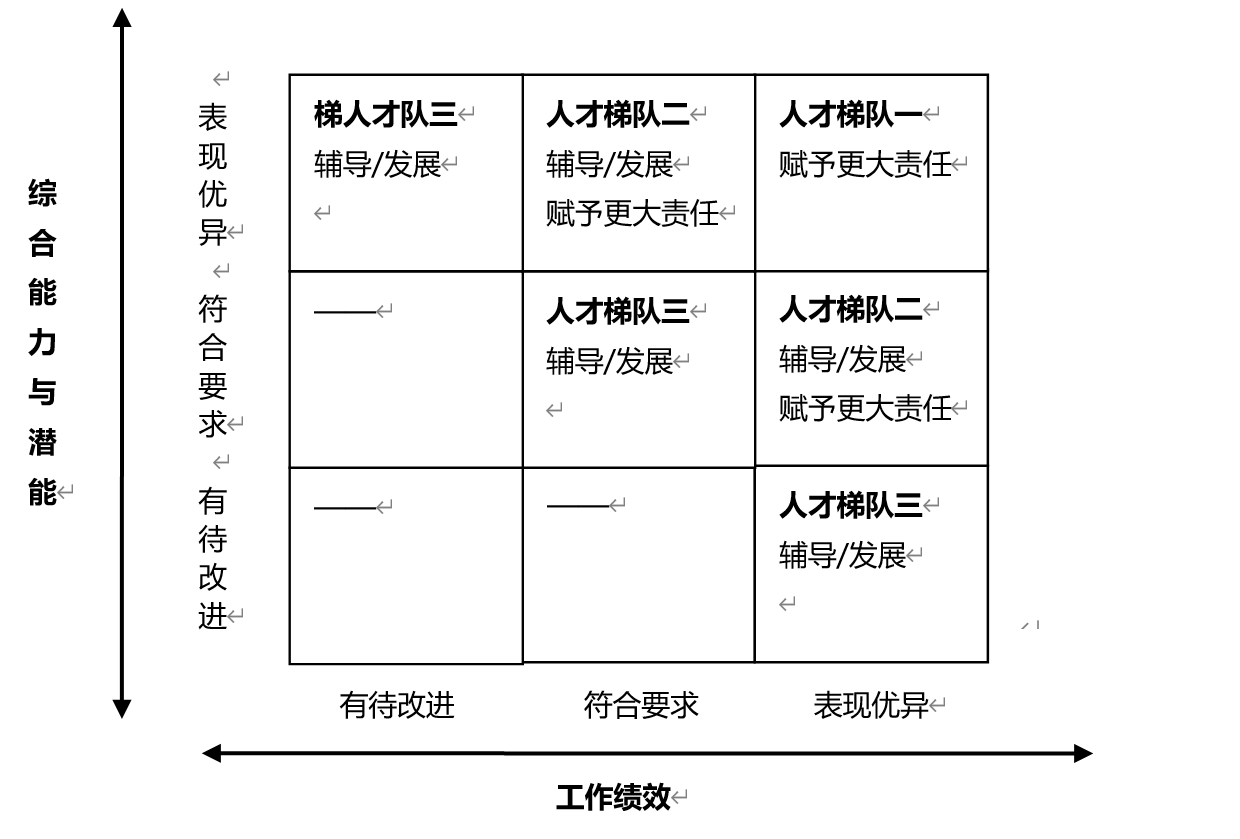 综合能力与潜能
表现优异
梯人才队三
辅导/发展
人才梯队二
辅导/发展
赋予更大责任
人才梯队一
赋予更大责任
符合要求
——
人才梯队三
辅导/发展
人才梯队二
辅导/发展
赋予更大责任
有待改进
——
——
人才梯队三
辅导/发展
有待改进
符合要求
表现优异
工作绩效